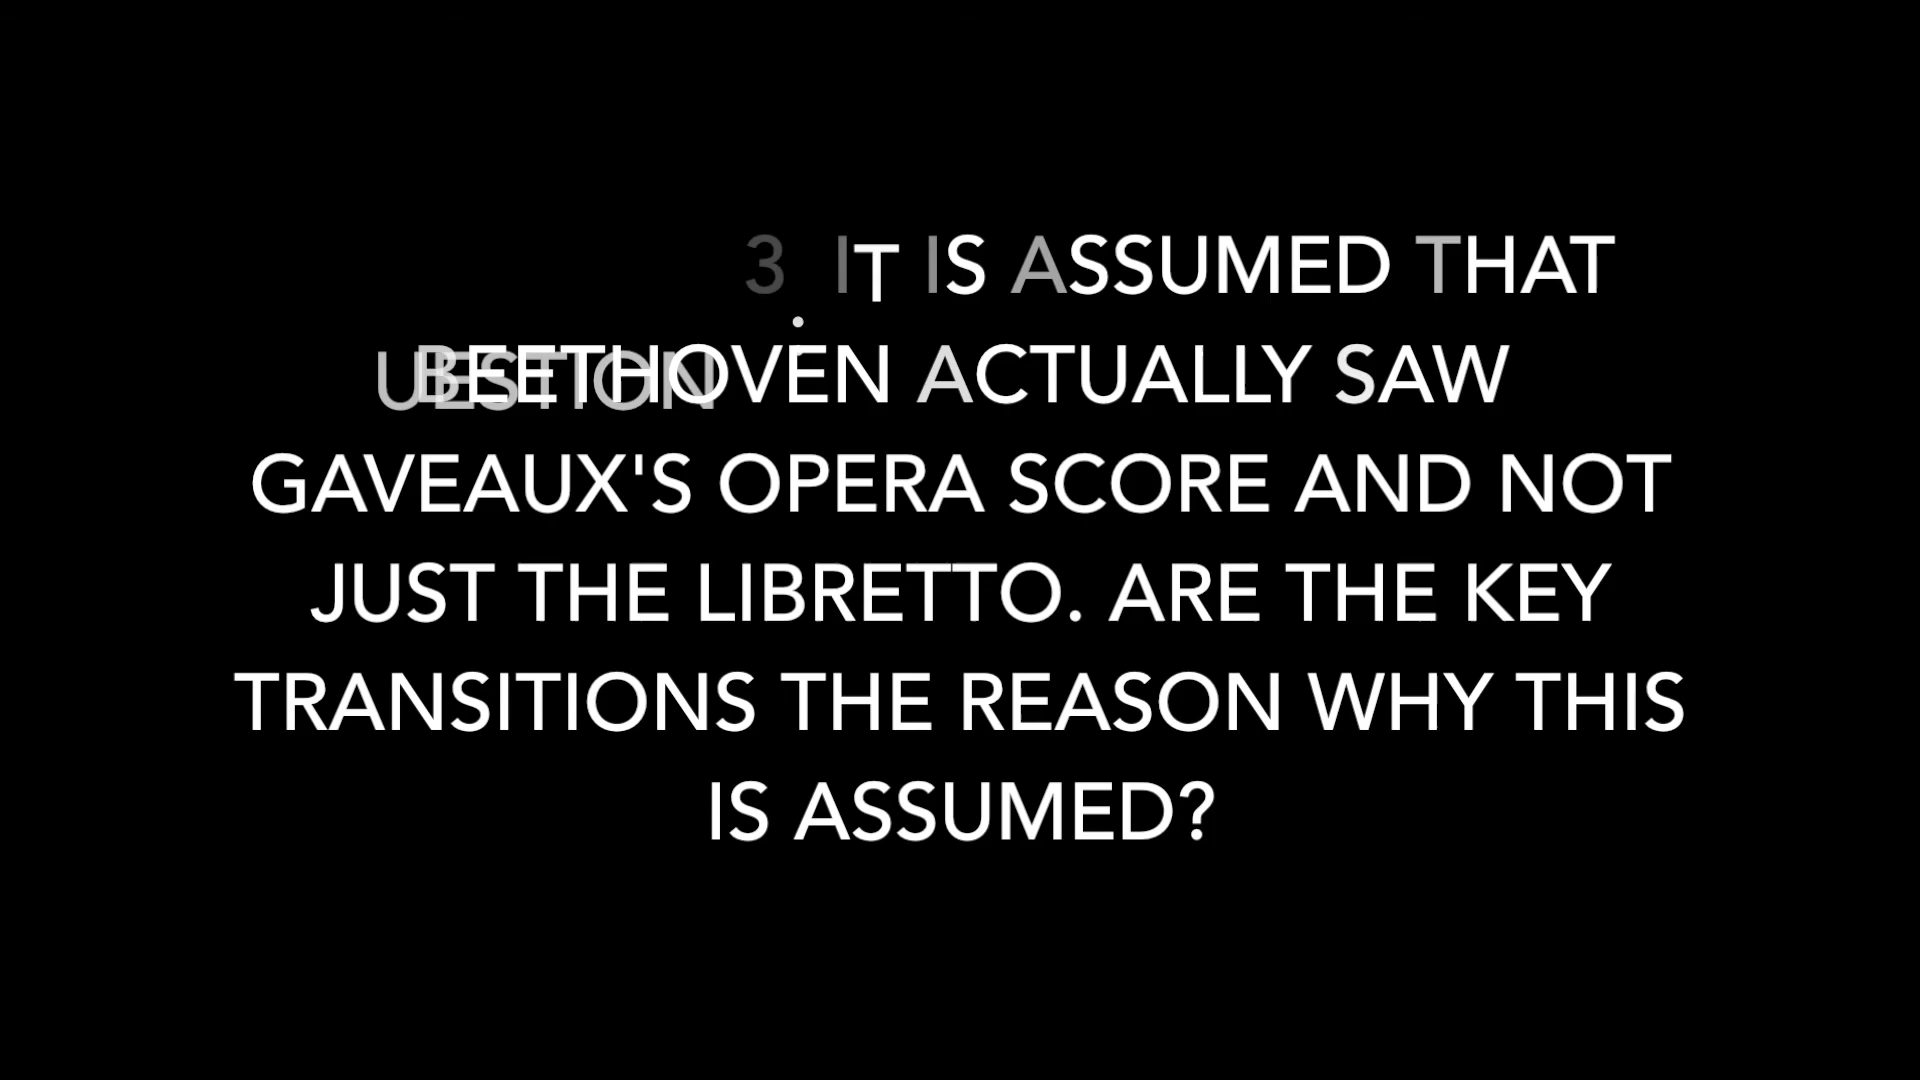 3. IT IS ASSUMED THAT
UESTION
BEETHOVEN ACTUALLY SAW
GAVEAUX'S OPERA SCORE AND NOT
JUST THE LIBRETTO. ARE THE KEY
TRANSITIONS THE REASON WHY THIS
IS ASSUMED?